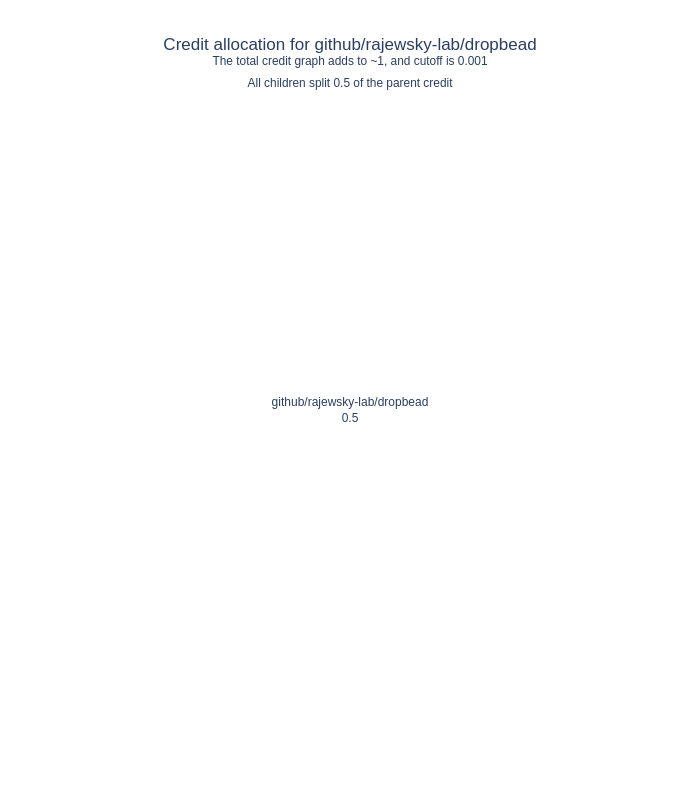 Credit allocation for github/rajewsky-lab/dropbead
The total credit graph adds to ~1, and cutoff is 0.001
All children split 0.5 of the parent credit
github/rajewsky-lab/dropbead
0.5